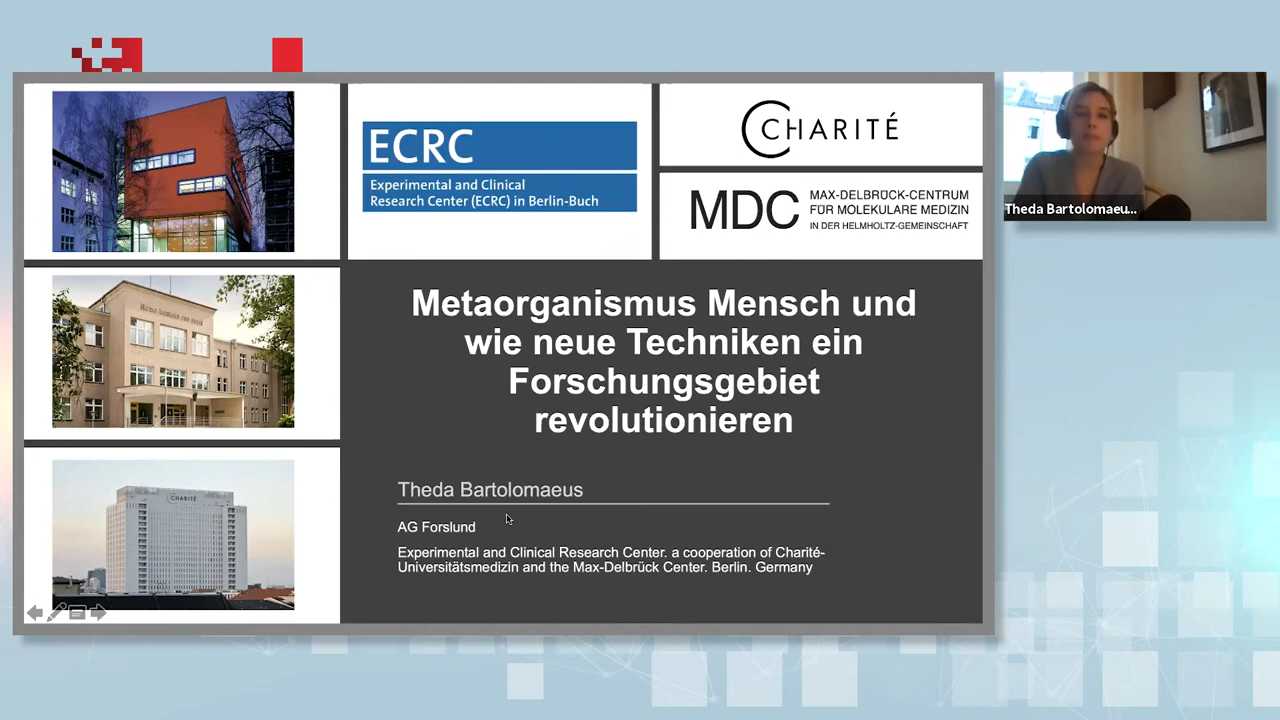 ECRC
Experimental and Clinical
Research Center (ECRC) in Berlin-Buch
CHARITÉ
MDC
MAX-DELBRÜCK-CENTRUM
FÜR MOLEKULARE MEDIZIN
IN DER HELMHOLTZ-GEMEINSCHAFT
Theda Bartolomaeu...
Metaorganismus Mensch und
wie neue Techniken ein
Forschungsgebiet
revolutionieren
Theda Bartolomaeus
AG Forslund
Experimental and Clinical Research Center. a cooperation of Charité-
Universitätsmedizin and the Max-Delbrück Center. Berlin. Germany
CHARITÉ